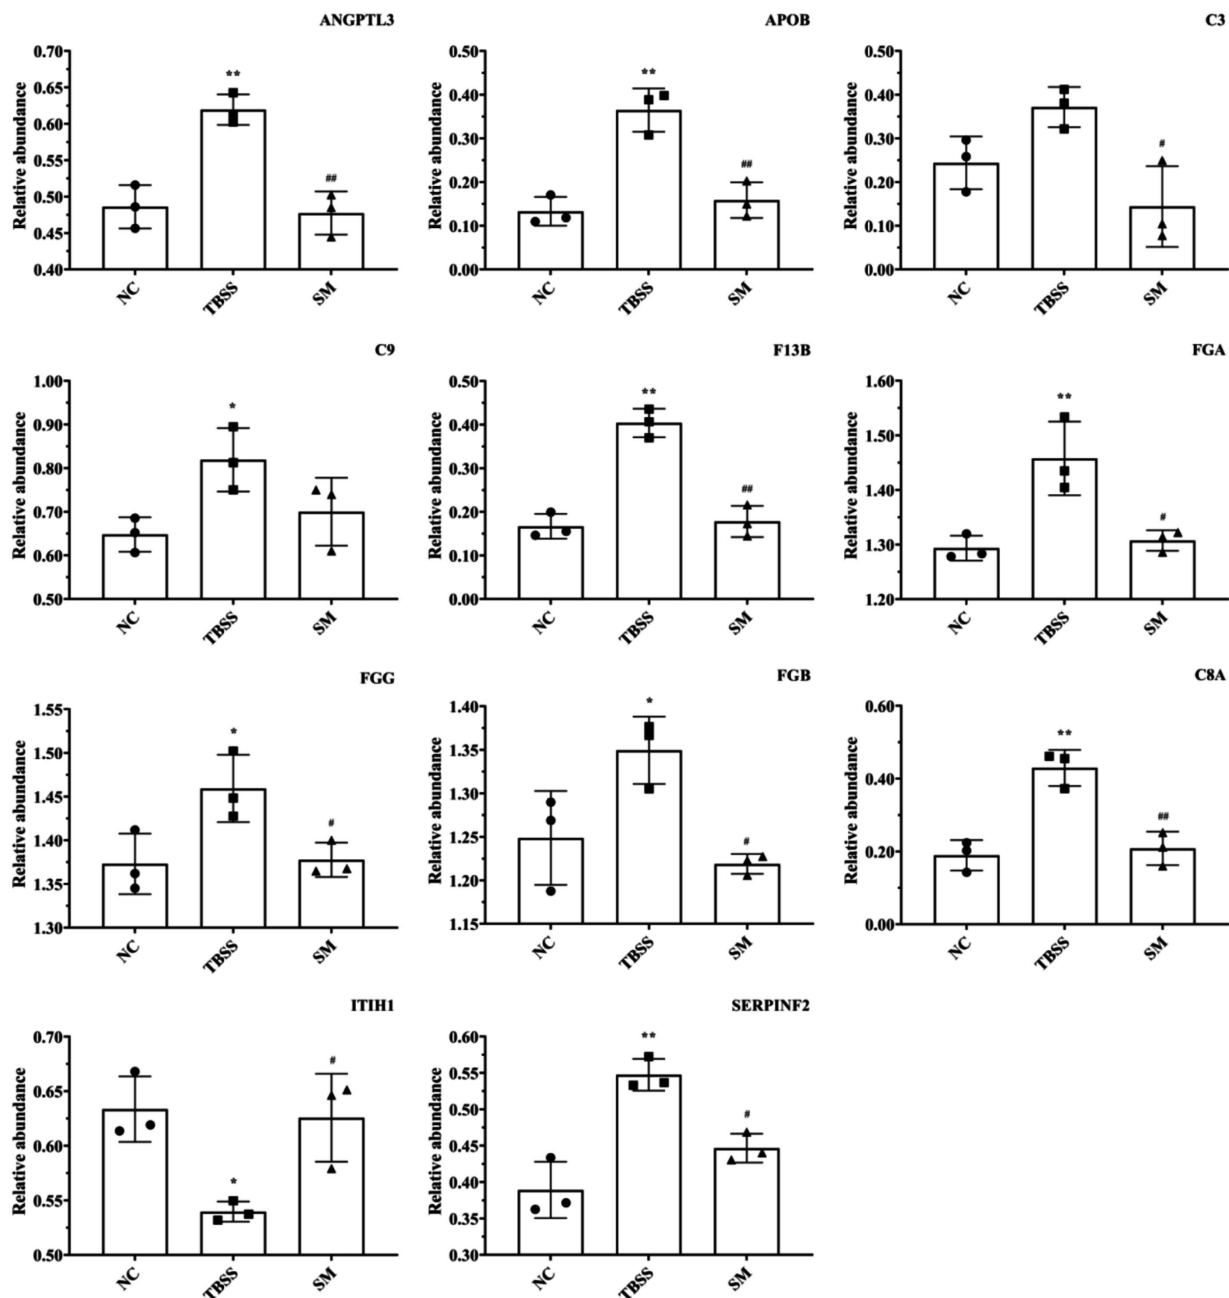 ANGPTL3
Relative abundance
0.70
0.65
0.60
0.55
0.50
0.45
0.40
**
##
NC
TBSS
SM
APOB
Relative abundance
0.50
0.40
0.30
0.20
0.10
0.00
**
##
NC
TBSS
SM
C3
Relative abundance
0.50
0.40
0.30
0.20
0.10
0.00
#
NC
TBSS
SM
C9
Relative abundance
1.00
0.90
0.80
0.70
0.60
0.50
*
NC
TBSS
SM
F13B
Relative abundance
0.50
0.40
0.30
0.20
0.10
0.00
**
##
NC
TBSS
SM
FGA
Relative abundance
1.60
1.50
1.40
1.30
1.20
**
#
NC
TBSS
SM
FGG
Relative abundance
1.55
1.50
1.45
1.40
1.35
1.30
*
#
NC
TBSS
SM
FGB
Relative abundance
1.40
1.35
1.30
1.25
1.20
1.15
*
#
NC
TBSS
SM
C8A
Relative abundance
0.60
0.40
0.20
0.00
**
##
NC
TBSS
SM
ITIH1
Relative abundance
0.70
0.65
0.60
0.55
0.50
*
#
NC
TBSS
SM
SERPINF2
Relative abundance
0.60
0.55
0.50
0.45
0.40
0.35
0.30
**
#
NC
TBSS
SM